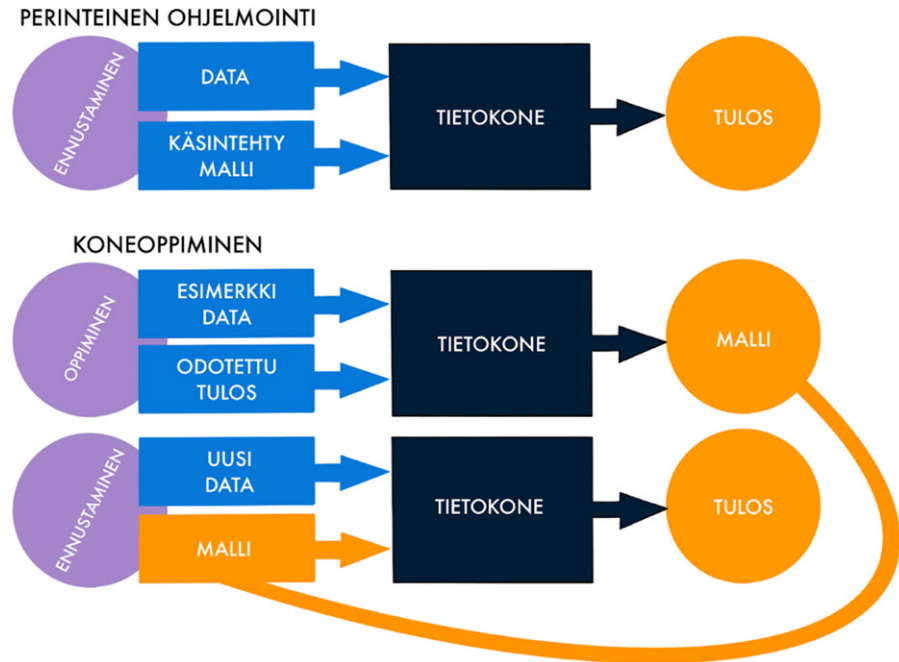 PERINTEINEN OHJELMOINTI
ENNUSTAMINEN
DATA
KÄSINTEHTY
MALLI
TIETOKONE
TULOS
KONEOPPIMINEN
OPPIMINEN
ESIMERKKI
DATA
ODOTETTU
TULOS
TIETOKONE
MALLI
ENNUSTAMINEN
UUSI
DATA
MALLI
TIETOKONE
TULOS